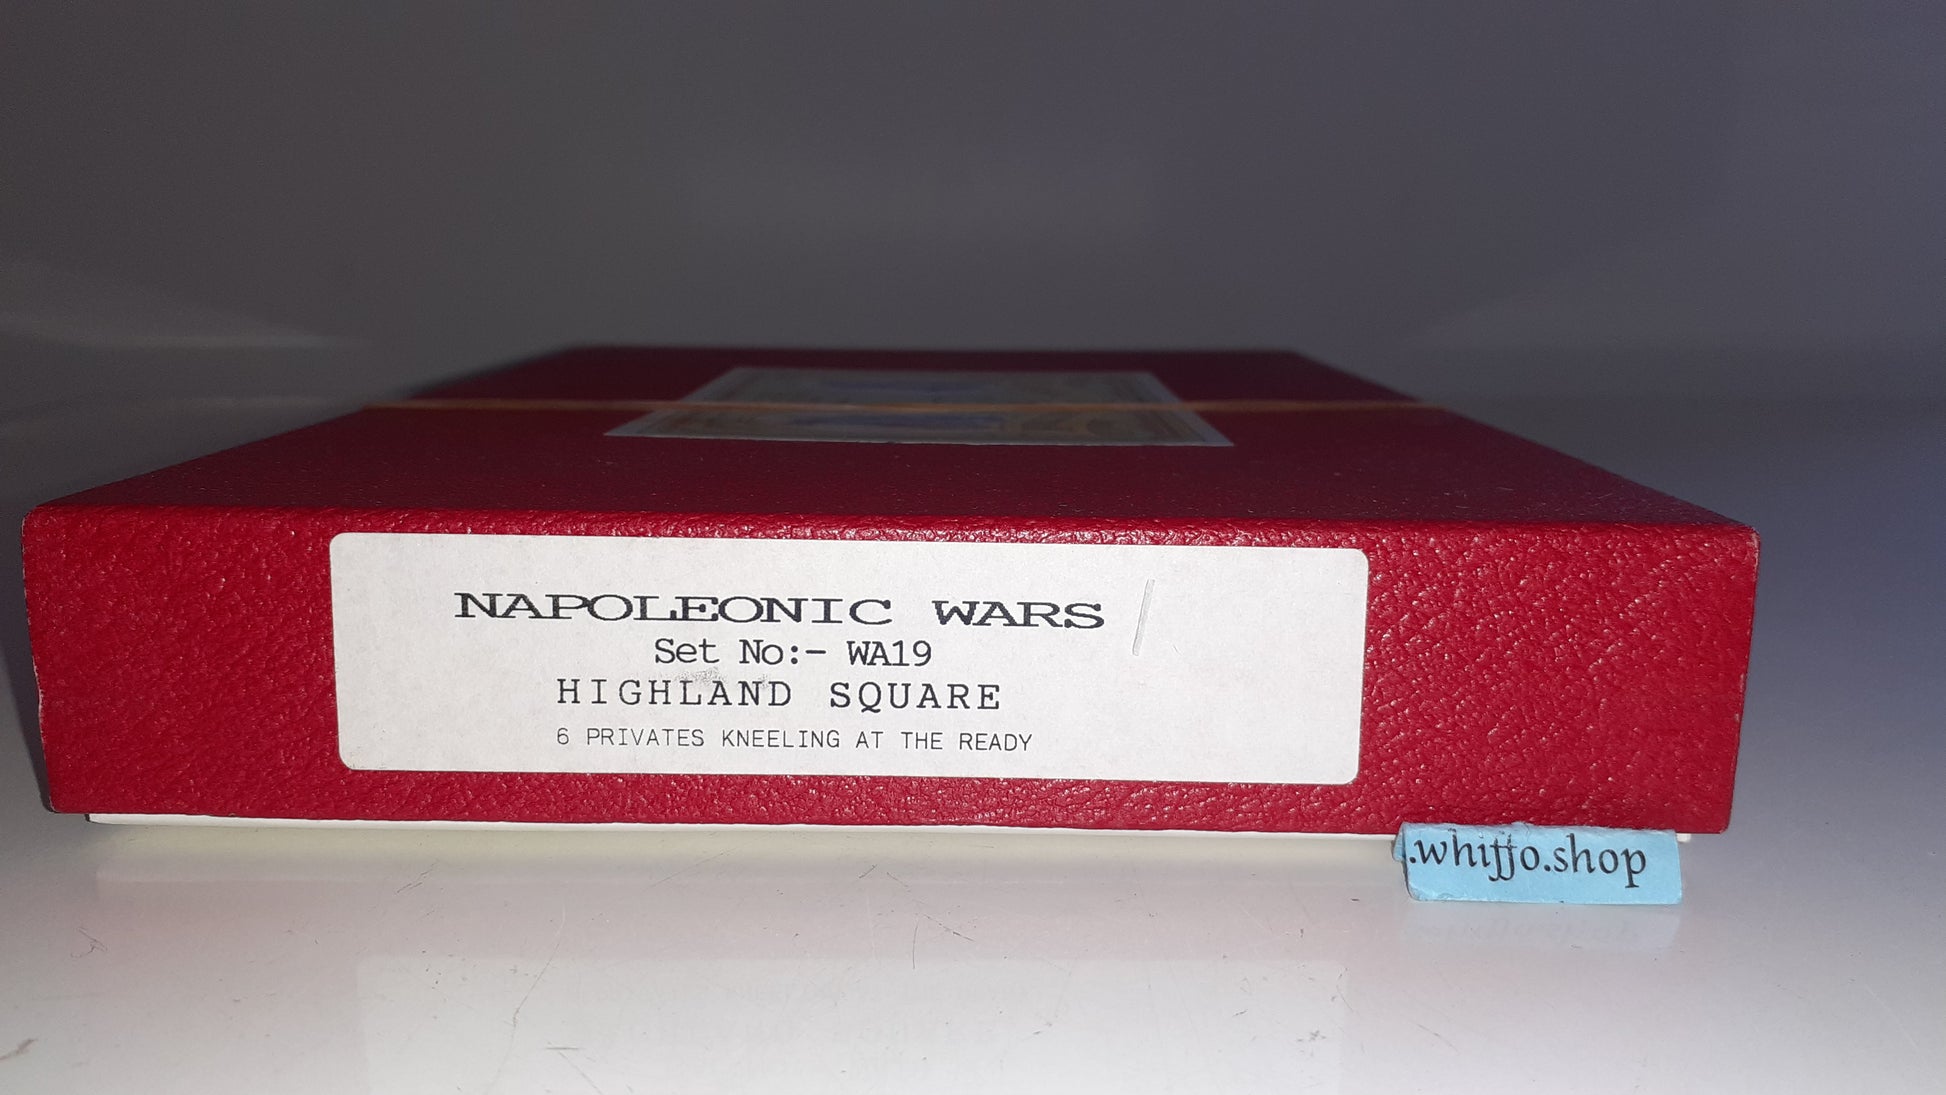 NAPOLEONIC WARS
Set No:- WA19
HIGHLAND SQUARE
6 PRIVATES KNEELING AT THE READY
.whiffo.shop